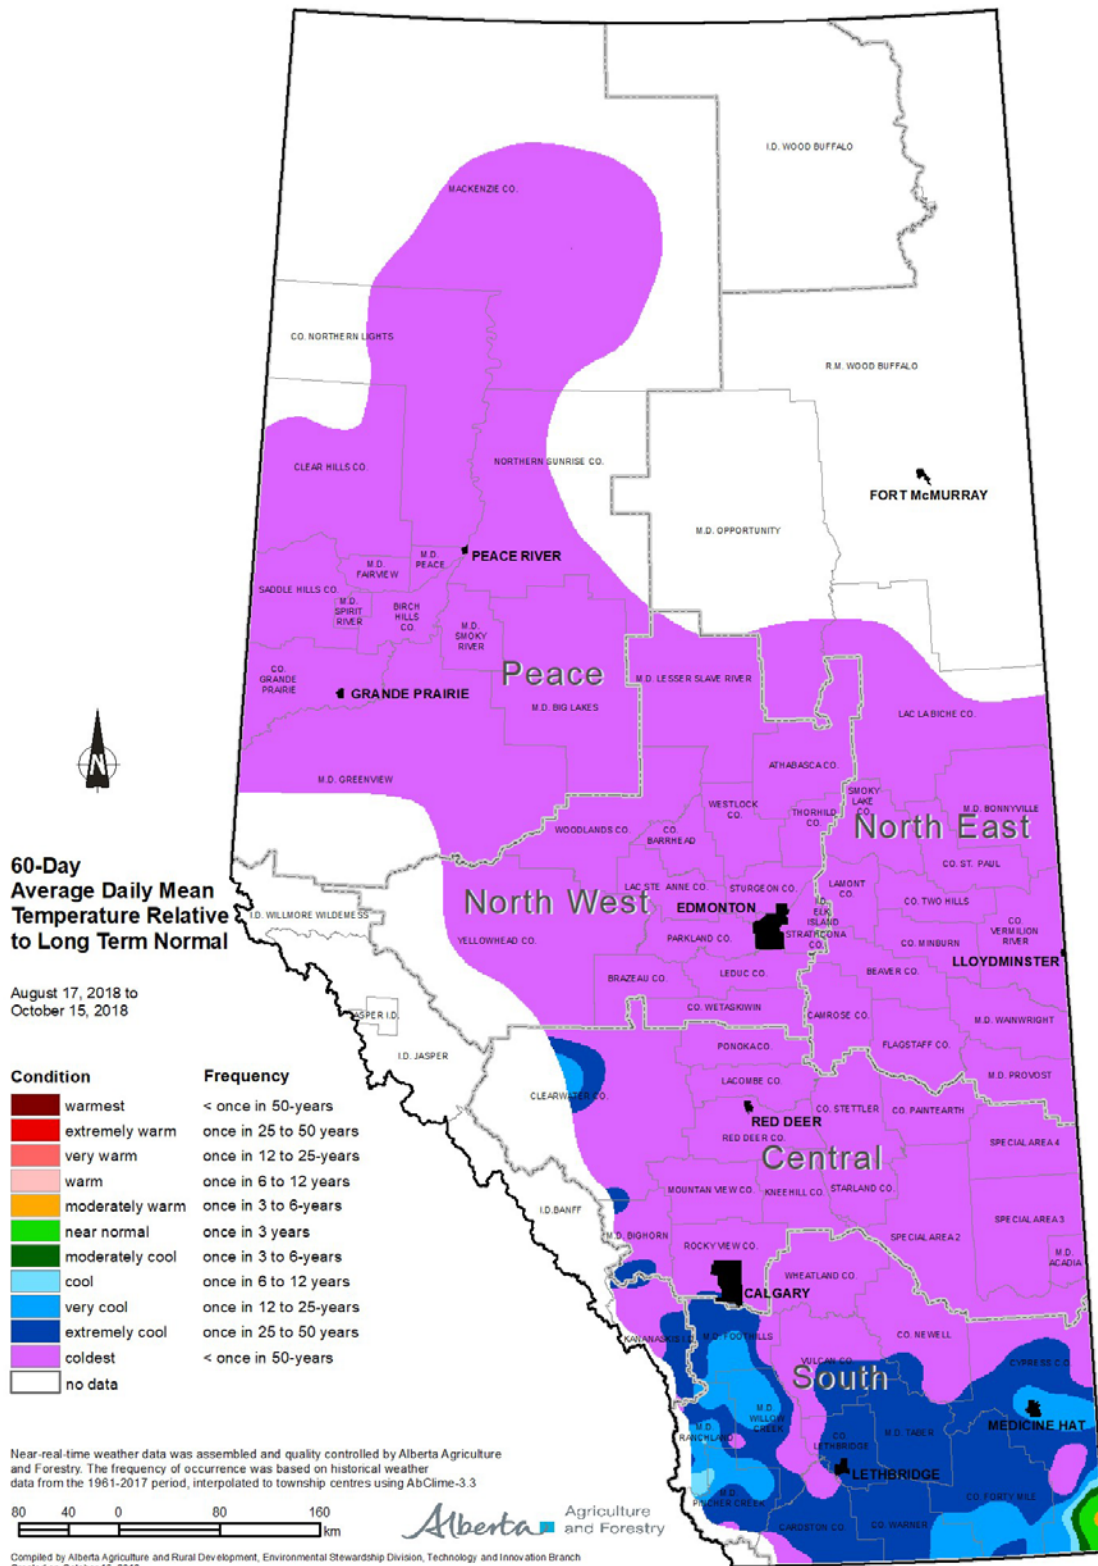 I.D. WOOD BUFFALO
MACKENZIE CO.
CO. NORTHERN LIGHTS
R.M. WOOD BUFFALO
CLEAR HILLS CO.
NORTHERN SUNRISE CO.
FORT McMURRAY
M.D. OPPORTUNITY
PEACE RIVER
M.D.
PEACE
M.D.
FAIRVIEW
SADDLE HILLS CO.
M.D.
SPIRIT
RIVER
BIRCH
HILLS
CO.
M.D.
SMOKY
RIVER
CO.
GRANDE
PRAIRIE
GRANDE PRAIRIE
Peace
M.D. LESSER SLAVE RIVER
M.D. BIG LAKES
LAC LA BICHE CO.
N
M.D. GREENVIEW
ATHABASCA CO.
WOODLANDS CO.
CO.
BARRHEAD
WESTLOCK
CO.
THORHILD
CO.
SMOKY
LAKE
CO.
M.D. BONNYVILLE
North East
CO. ST. PAUL
60-Day
Average Daily Mean
Temperature Relative
to Long Term Normal
I.D. WILLMORE WILDERNESS
North West
LAC STE ANNE CO.
STURGEON CO.
LAMONT
CO.
EDMONTON
I.D.
ELK
ISLAND
CO. TWO HILLS
CO.
VERMILION
RIVER
YELLOWHEAD CO.
PARKLAND CO.
STRATHCONA
CO.
CO. MINBURN
LLOYDMINSTER
BRAZEAU CO.
LEDUC CO.
BEAVER CO.
August 17, 2018 to
October 15, 2018
JASPER I.D.
CO. WETASKIWIN
CAMROSE CO.
M.D. WAINWRIGHT
I.D. JASPER
PONOKA CO.
FLAGSTAFF CO.
M.D. PROVOST
LACOMBE CO.
CLEARWATER CO.
CO. STETTLER
CO. PAINTEARTH
RED DEER
RED DEER CO.
SPECIAL AREA 4
Central
MOUNTAIN VIEW CO.
KNEEHILL CO.
STARLAND CO.
I.D. BANFF
SPECIAL AREA 3
M.D. BIGHORN
ROCKY VIEW CO.
SPECIAL AREA 2
M.D.
ACADIA
WHEATLAND CO.
CALGARY
KANANASKIS I.D.
M.D. FOOTHILLS
CO. NEWELL
VULCAN CO.
CYPRESS CO.
South
M.D.
WILLOW
CREEK
MEDICINE HAT
M.D.
RANCHLAND
CO.
LETHBRIDGE
M.D. TABER
LETHBRIDGE
M.D.
PINCHER CREEK
CO. FORTY MILE
CARDSTON CO.
CO. WARNER
Condition Frequency
warmest < once in 50-years
extremely warm once in 25 to 50 years
very warm once in 12 to 25-years
warm once in 6 to 12 years
moderately warm once in 3 to 6-years
near normal once in 3 years
moderately cool once in 3 to 6-years
cool once in 6 to 12 years
very cool once in 12 to 25-years
extremely cool once in 25 to 50 years
coldest < once in 50-years
no data
Near-real-time weather data was assembled and quality controlled by Alberta Agriculture
and Forestry. The frequency of occurrence was based on historical weather
data from the 1961-2017 period, interpolated to township centres using AbClime-3.3
80 40 0 80 160
km
Alberta Agriculture
and Forestry
Compiled by Alberta Agriculture and Rural Development, Environmental Stewardship Division, Technology and Innovation Branch